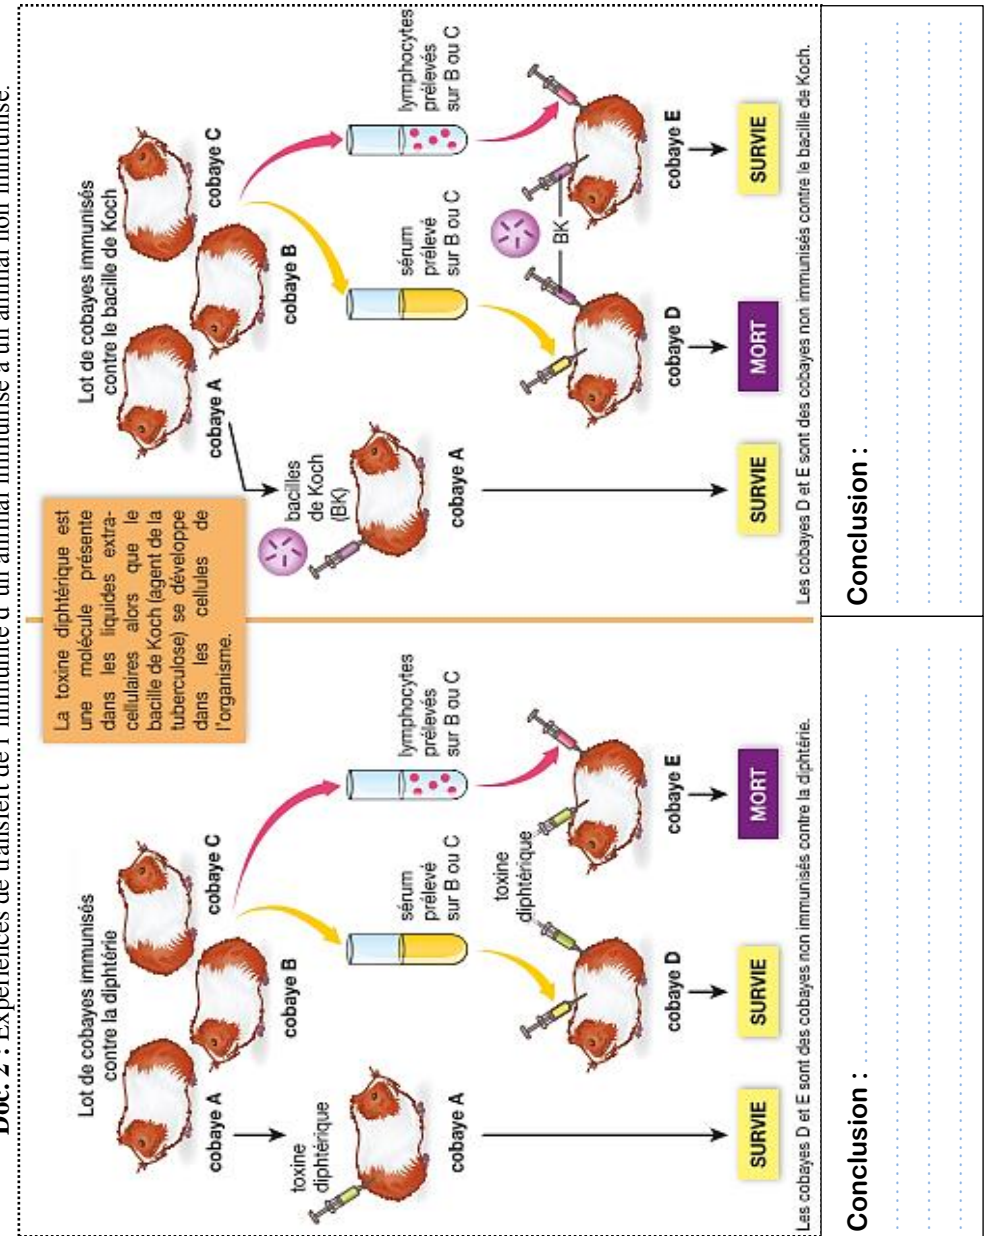 Doc. 2 : Expériences de transfert de l'immunité d'un animal immunisé à un animal non immunisé.
La toxine diphtérique est
une molécule présente
dans les liquides extra-
cellulaires alors que le
bacille de Koch (agent de la
tuberculose) se développe
dans les cellules de
l'organisme.
Lot de cobayes immunisés
contre la diphtérie
cobaye A
cobaye B
cobaye C
toxine
diphtérique
cobaye A
sérum
prélevé
sur B ou C
lymphocytes
prélevés
sur B ou C
toxine
diphtérique
cobaye D
cobaye E
SURVIE
SURVIE
MORT
Les cobayes D et E sont des cobayes non immunisés contre la diphtérie.
Conclusion :
Lot de cobayes immunisés
contre le bacille de Koch
cobaye A
cobaye B
cobaye C
bacilles
de Koch
(BK)
cobaye A
sérum
prélevé
sur B ou C
lymphocytes
prélevés
sur B ou C
BK
cobaye D
cobaye E
SURVIE
MORT
SURVIE
Les cobayes D et E sont des cobayes non immunisés contre le bacille de Koch.
Conclusion :